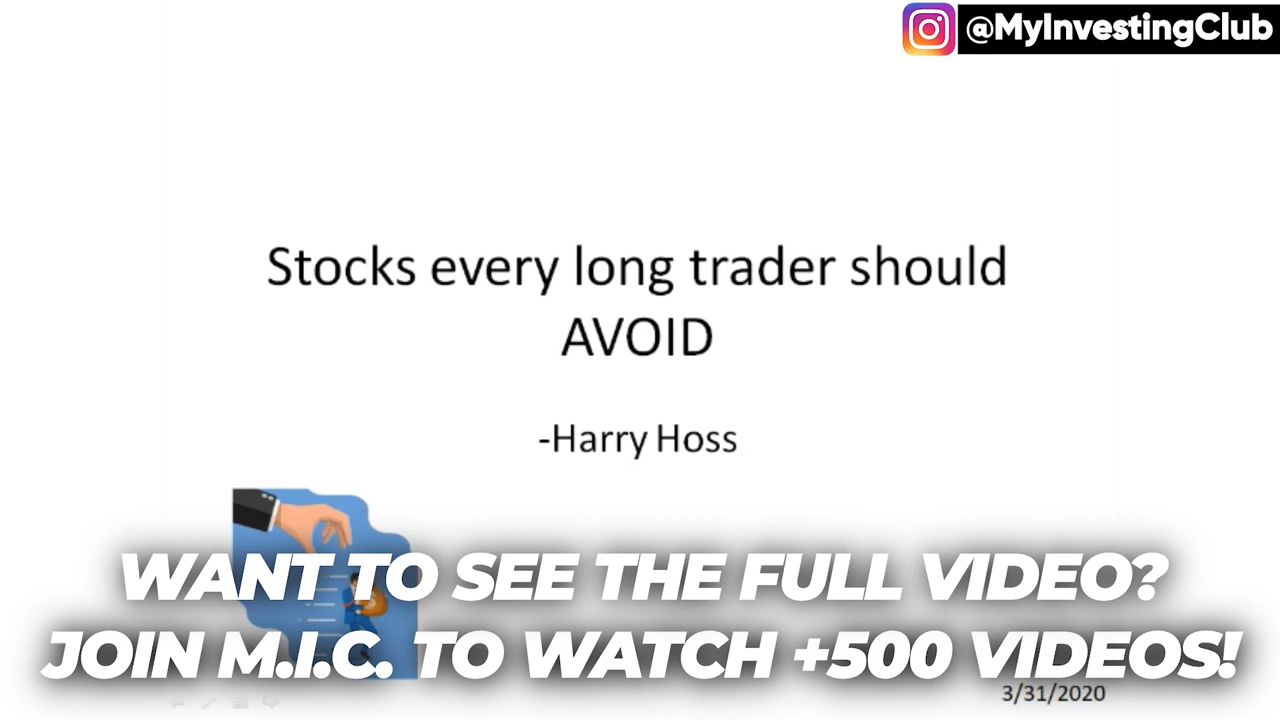 @MyInvestingClub
Stocks every long trader should
AVOID
-Harry Hoss
WANT TO SEE THE FULL VIDEO?
JOIN M.I.C. TO WATCH +500 VIDEOS!
3/31/2020